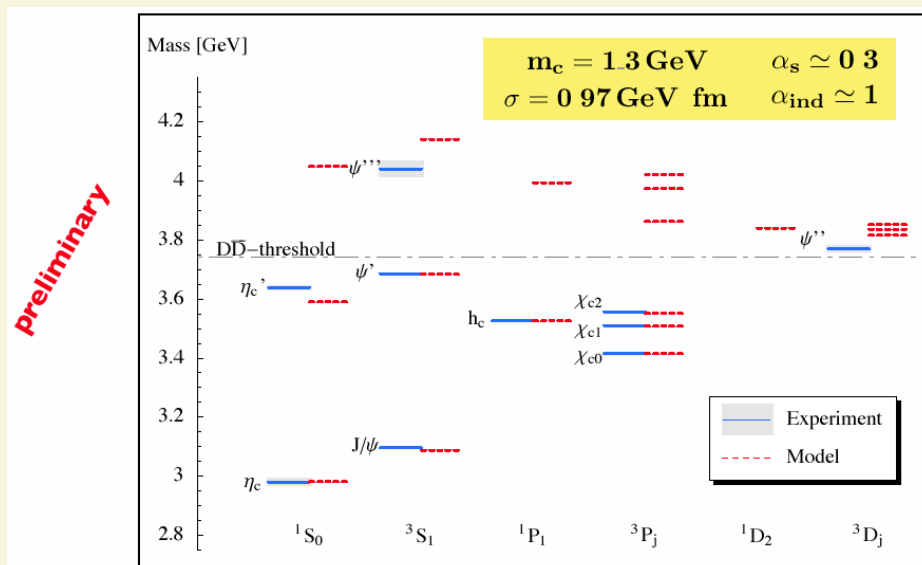 Mass [GeV]
m_c = 1.3 GeV α_s ≃ 0 3
σ = 0 97 GeV fm α_ind ≃ 1
4.2
4
3.8
3.6
3.4
3.2
3
2.8
preliminary
ψ'''
ψ''
DD̅-threshold
η_c'
ψ'
h_c
χ_c2
χ_c1
χ_c0
J/ψ
η_c
Experiment
Model
¹S₀ ³S₁ ¹P₁ ³P_j ¹D₂ ³D_j